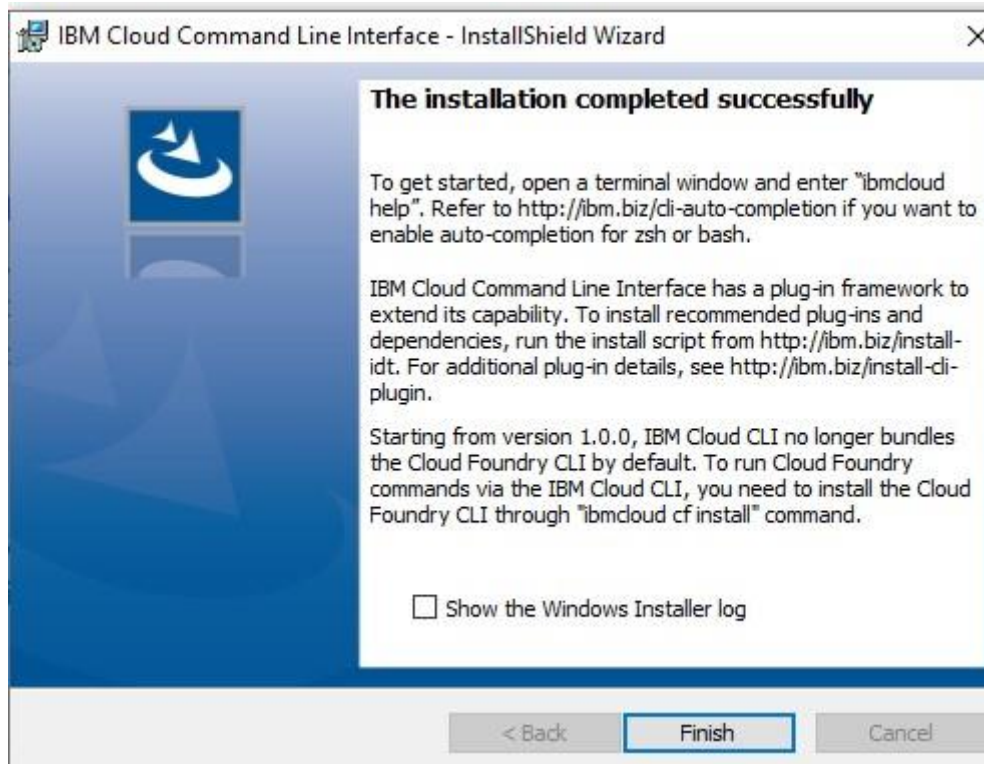 IBM Cloud Command Line Interface - InstallShield Wizard
The installation completed successfully
To get started, open a terminal window and enter "ibmcloud
help". Refer to http://ibm.biz/cli-auto-completion if you want to
enable auto-completion for zsh or bash.
IBM Cloud Command Line Interface has a plug-in framework to
extend its capability. To install recommended plug-ins and
dependencies, run the install script from http://ibm.biz/install-
idt. For additional plug-in details, see http://ibm.biz/install-cli-
plugin.
Starting from version 1.0.0, IBM Cloud CLI no longer bundles
the Cloud Foundry CLI by default. To run Cloud Foundry
commands via the IBM Cloud CLI, you need to install the Cloud
Foundry CLI through "ibmcloud cf install" command.
Show the Windows Installer log
< Back Finish Cancel